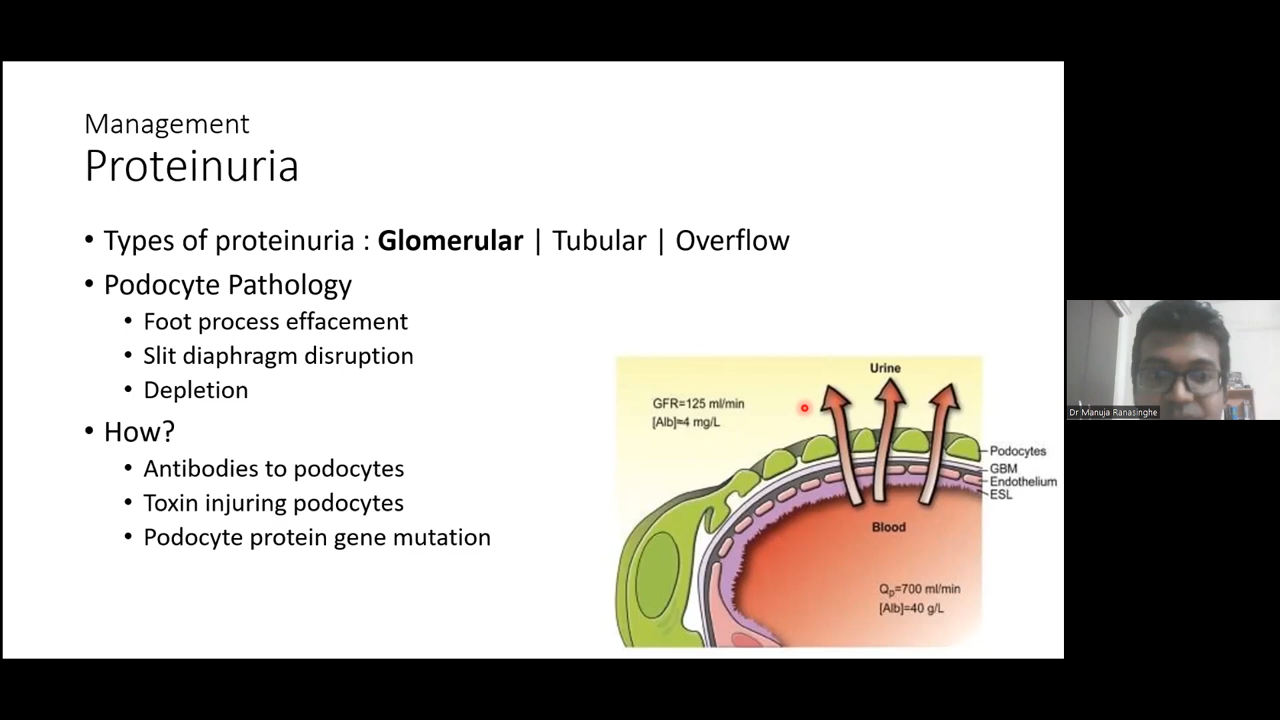 Management
Proteinuria
• Types of proteinuria : Glomerular | Tubular | Overflow
• Podocyte Pathology
• Foot process effacement
• Slit diaphragm disruption
• Depletion
• How?
• Antibodies to podocytes
• Toxin injuring podocytes
• Podocyte protein gene mutation
Urine
GFR=125 ml/min
[Alb]=4 mg/L
Podocytes
GBM
Endothelium
ESL
Blood
Qp=700 ml/min
[Alb]=40 g/L
Dr Manuja Ranasinghe